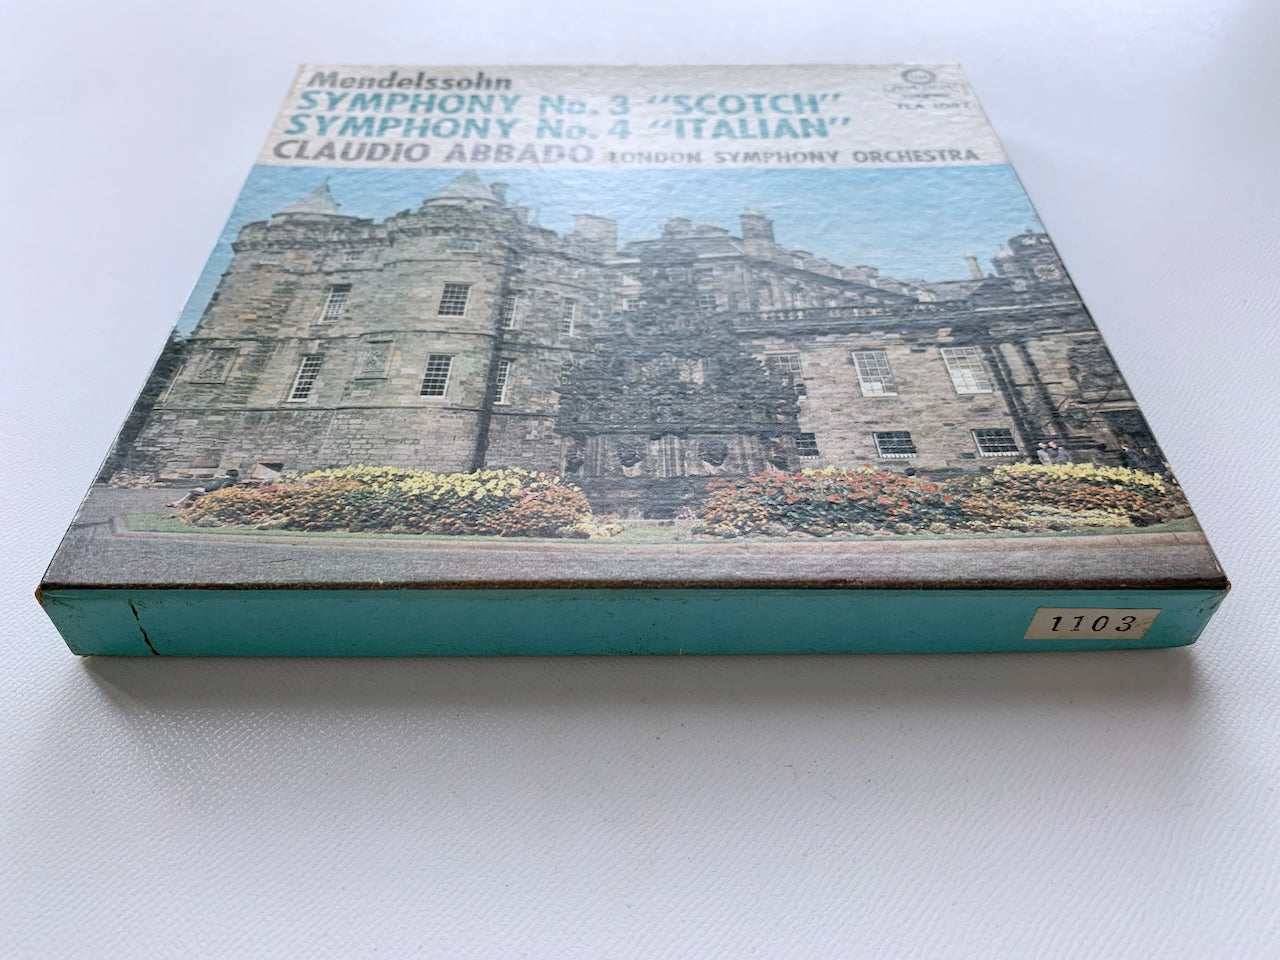 Mendelssohn
SYMPHONY No. 3 "SCOTCH"
SYMPHONY No. 4 "ITALIAN"
CLAUDIO ABBADO LONDON SYMPHONY ORCHESTRA
1103